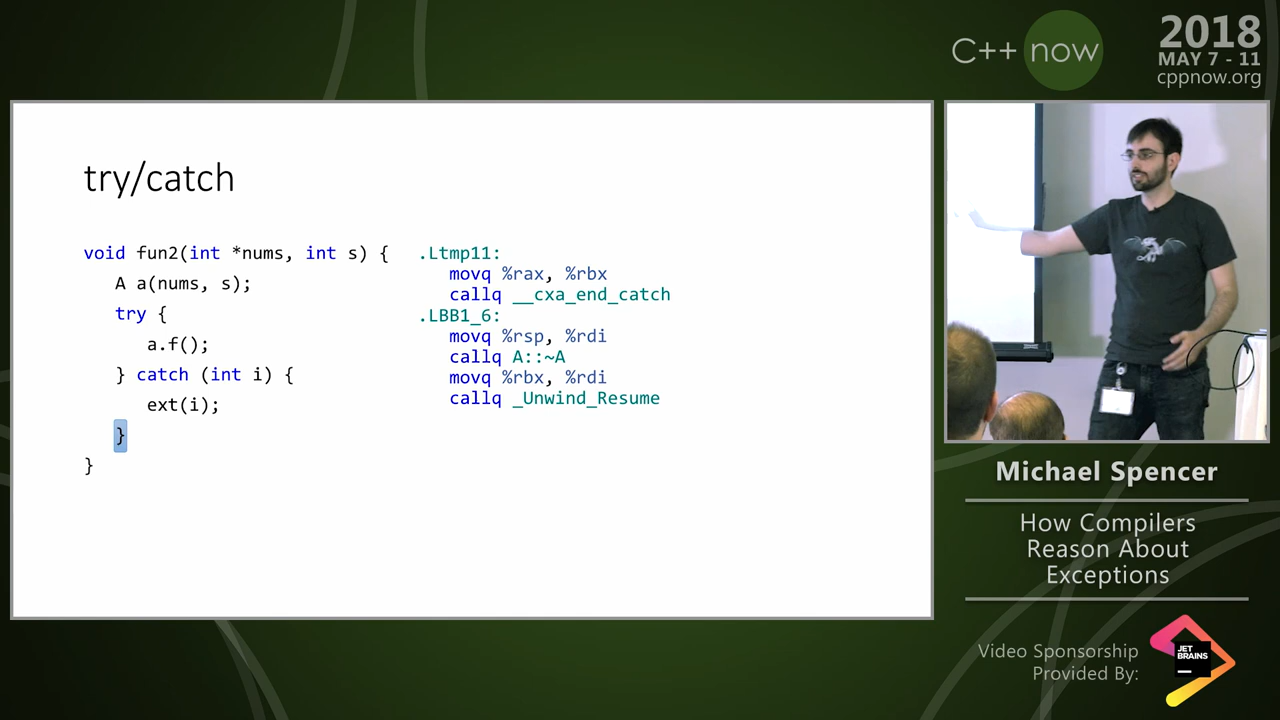 C++ now
2018
MAY 7 - 11
cppnow.org
try/catch
void fun2(int *nums, int s) {
A a(nums, s);
try {
a.f();
} catch (int i) {
ext(i);
}
}
.Ltmp11:
movq %rax, %rbx
callq __cxa_end_catch
.LBB1_6:
movq %rsp, %rdi
callq A::~A
movq %rbx, %rdi
callq _Unwind_Resume
Michael Spencer
How Compilers
Reason About
Exceptions
Video Sponsorship
Provided By:
JET
BRAINS